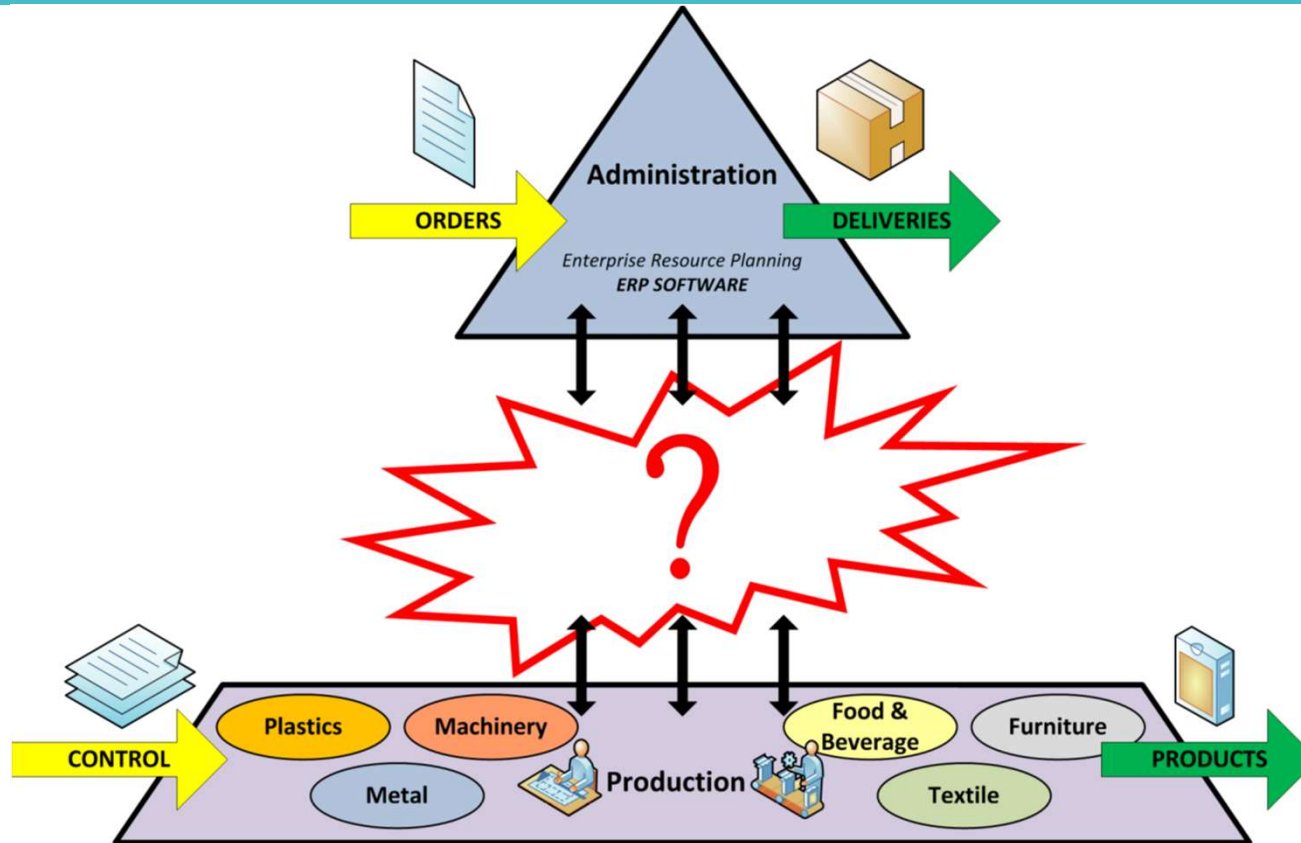 Administration
ORDERS
DELIVERIES
Enterprise Resource Planning
ERP SOFTWARE
?
Plastics
Machinery
Food &
Beverage
Furniture
CONTROL
PRODUCTS
Metal
Production
Textile